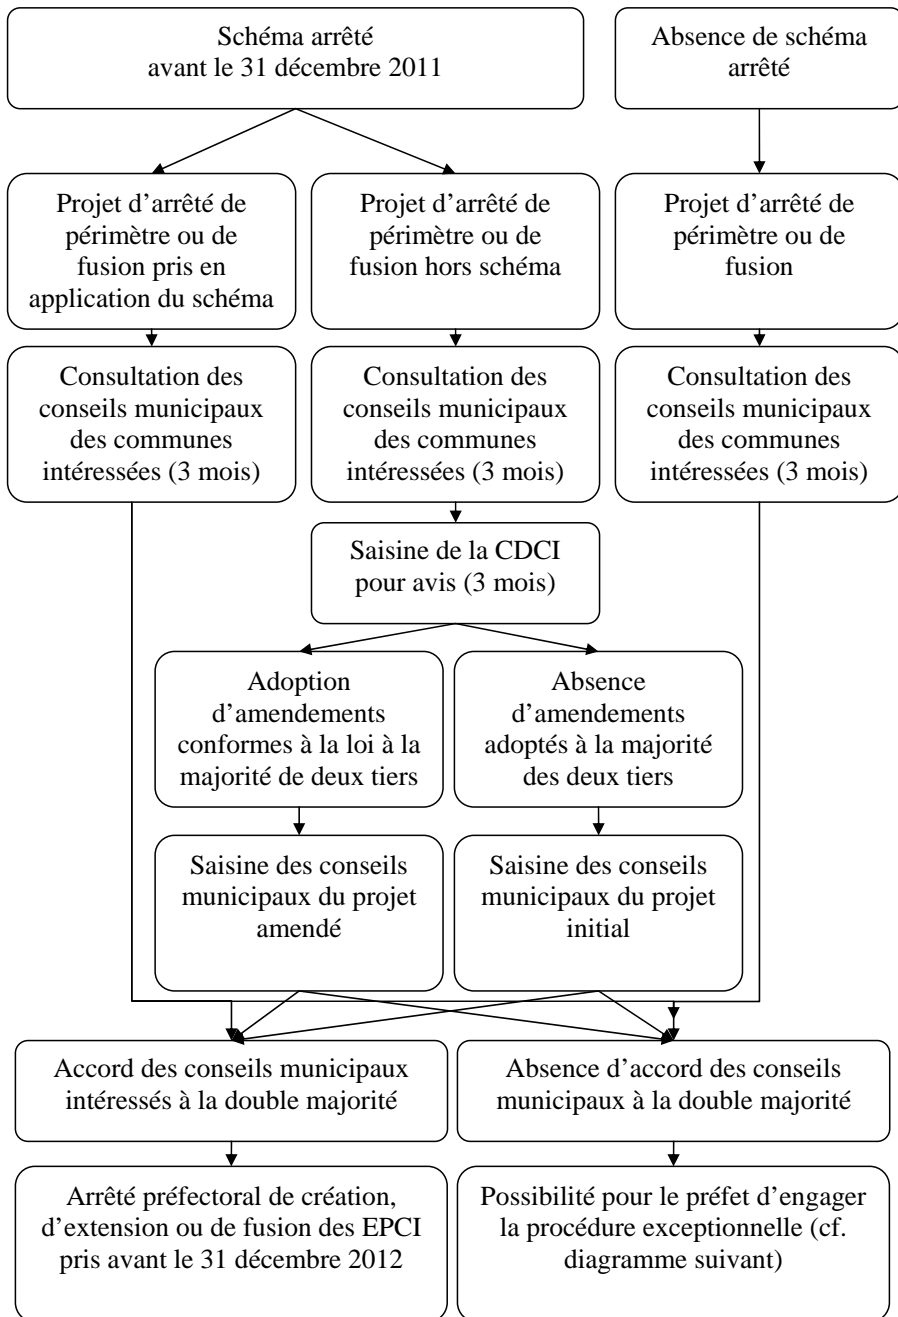 Schéma arrêté
avant le 31 décembre 2011
Absence de schéma
arrêté
Projet d’arrêté de
périmètre ou de
fusion pris en
application du schéma
Projet d’arrêté de
périmètre ou de
fusion hors schéma
Projet d’arrêté de
périmètre ou de
fusion
Consultation des
conseils municipaux
des communes
intéressées (3 mois)
Consultation des
conseils municipaux
des communes
intéressées (3 mois)
Consultation des
conseils municipaux
des communes
intéressées (3 mois)
Saisine de la CDCI
pour avis (3 mois)
Adoption
d’amendements
conformes à la loi à la
majorité de deux tiers
Absence
d’amendements
adoptés à la majorité
des deux tiers
Saisine des conseils
municipaux du projet
amendé
Saisine des conseils
municipaux du projet
initial
Accord des conseils municipaux
intéressés à la double majorité
Absence d’accord des conseils
municipaux à la double majorité
Arrêté préfectoral de création,
d’extension ou de fusion des EPCI
pris avant le 31 décembre 2012
Possibilité pour le préfet d’engager
la procédure exceptionnelle (cf.
diagramme suivant)